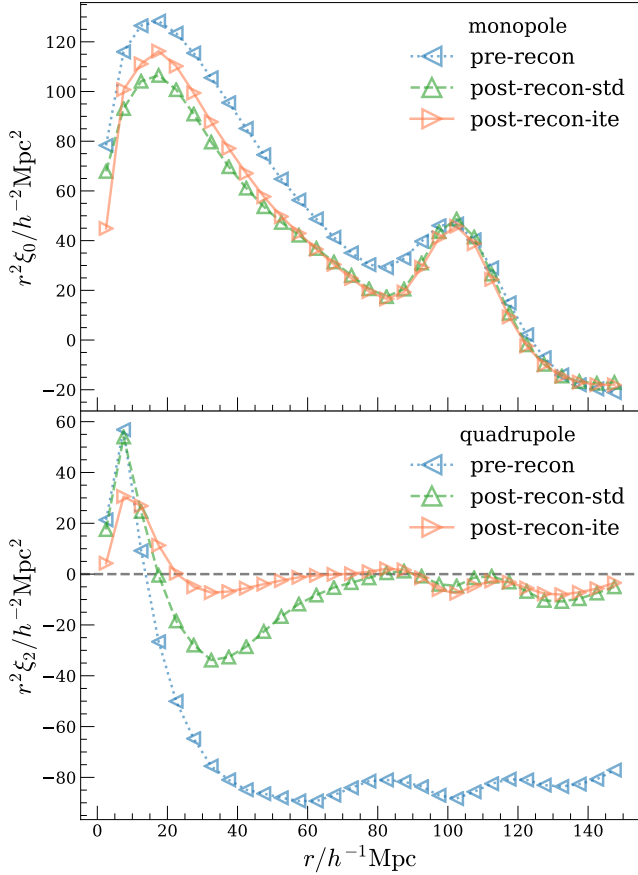 monopole
pre-recon
post-recon-std
post-recon-ite
r²ξ₀/h⁻²Mpc²
120
100
80
60
40
20
0
−20
quadrupole
pre-recon
post-recon-std
post-recon-ite
r²ξ₂/h⁻²Mpc²
60
40
20
0
−20
−40
−60
−80
0 20 40 60 80 100 120 140
r/h⁻¹Mpc